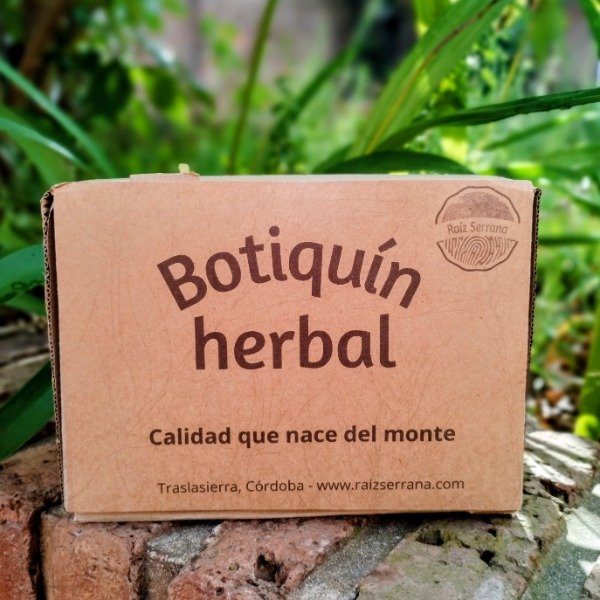 Raíz Serrana
Botiquín
herbal
Calidad que nace del monte
Traslasierra, Córdoba - www.raizserrana.com